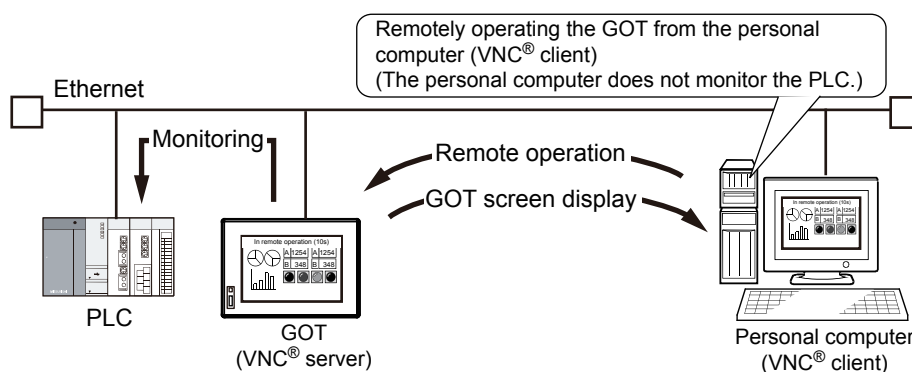 Remotely operating the GOT from the personal
computer (VNC® client)
(The personal computer does not monitor the PLC.)
Ethernet
Monitoring
Remote operation
GOT screen display
In remote operation (10s)
A 1254 A 1254
B 348 B 348
In remote operation (10s)
A 1254 A 1254
B 348 B 348
PLC
GOT
(VNC® server)
Personal computer
(VNC® client)